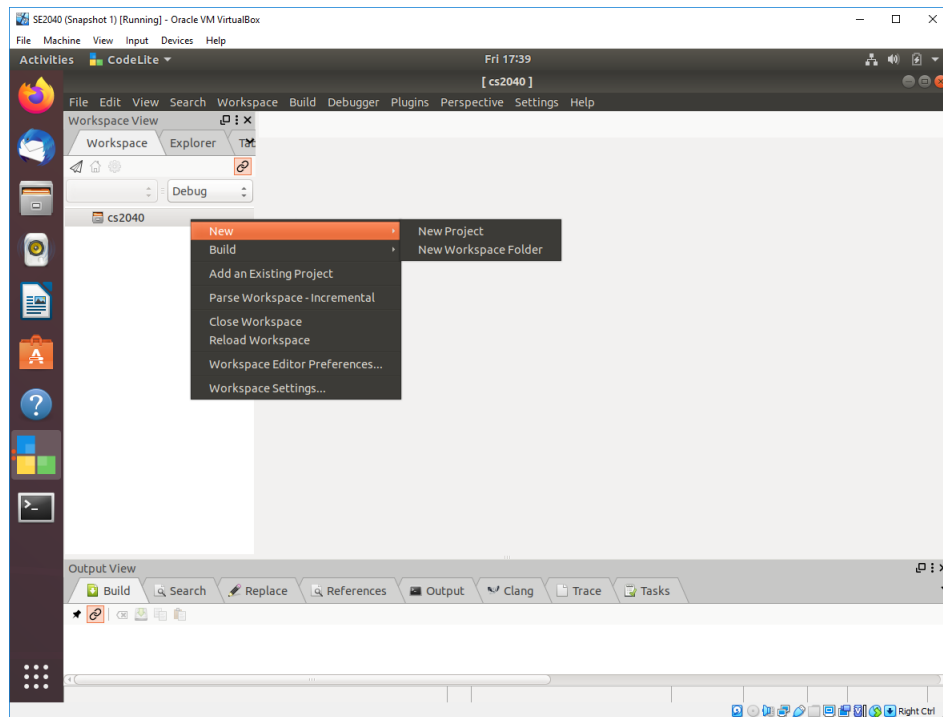 SE2040 (Snapshot 1) [Running] - Oracle VM VirtualBox
File Machine View Input Devices Help
Activities CodeLite Fri 17:39
[ cs2040 ]
File Edit View Search Workspace Build Debugger Plugins Perspective Settings Help
Workspace View
Workspace Explorer
Debug
cs2040
New New Project
Build New Workspace Folder
Add an Existing Project
Parse Workspace - Incremental
Close Workspace
Reload Workspace
Workspace Editor Preferences...
Workspace Settings...
Output View
Build Search Replace References Output Clang Trace Tasks
Right Ctrl